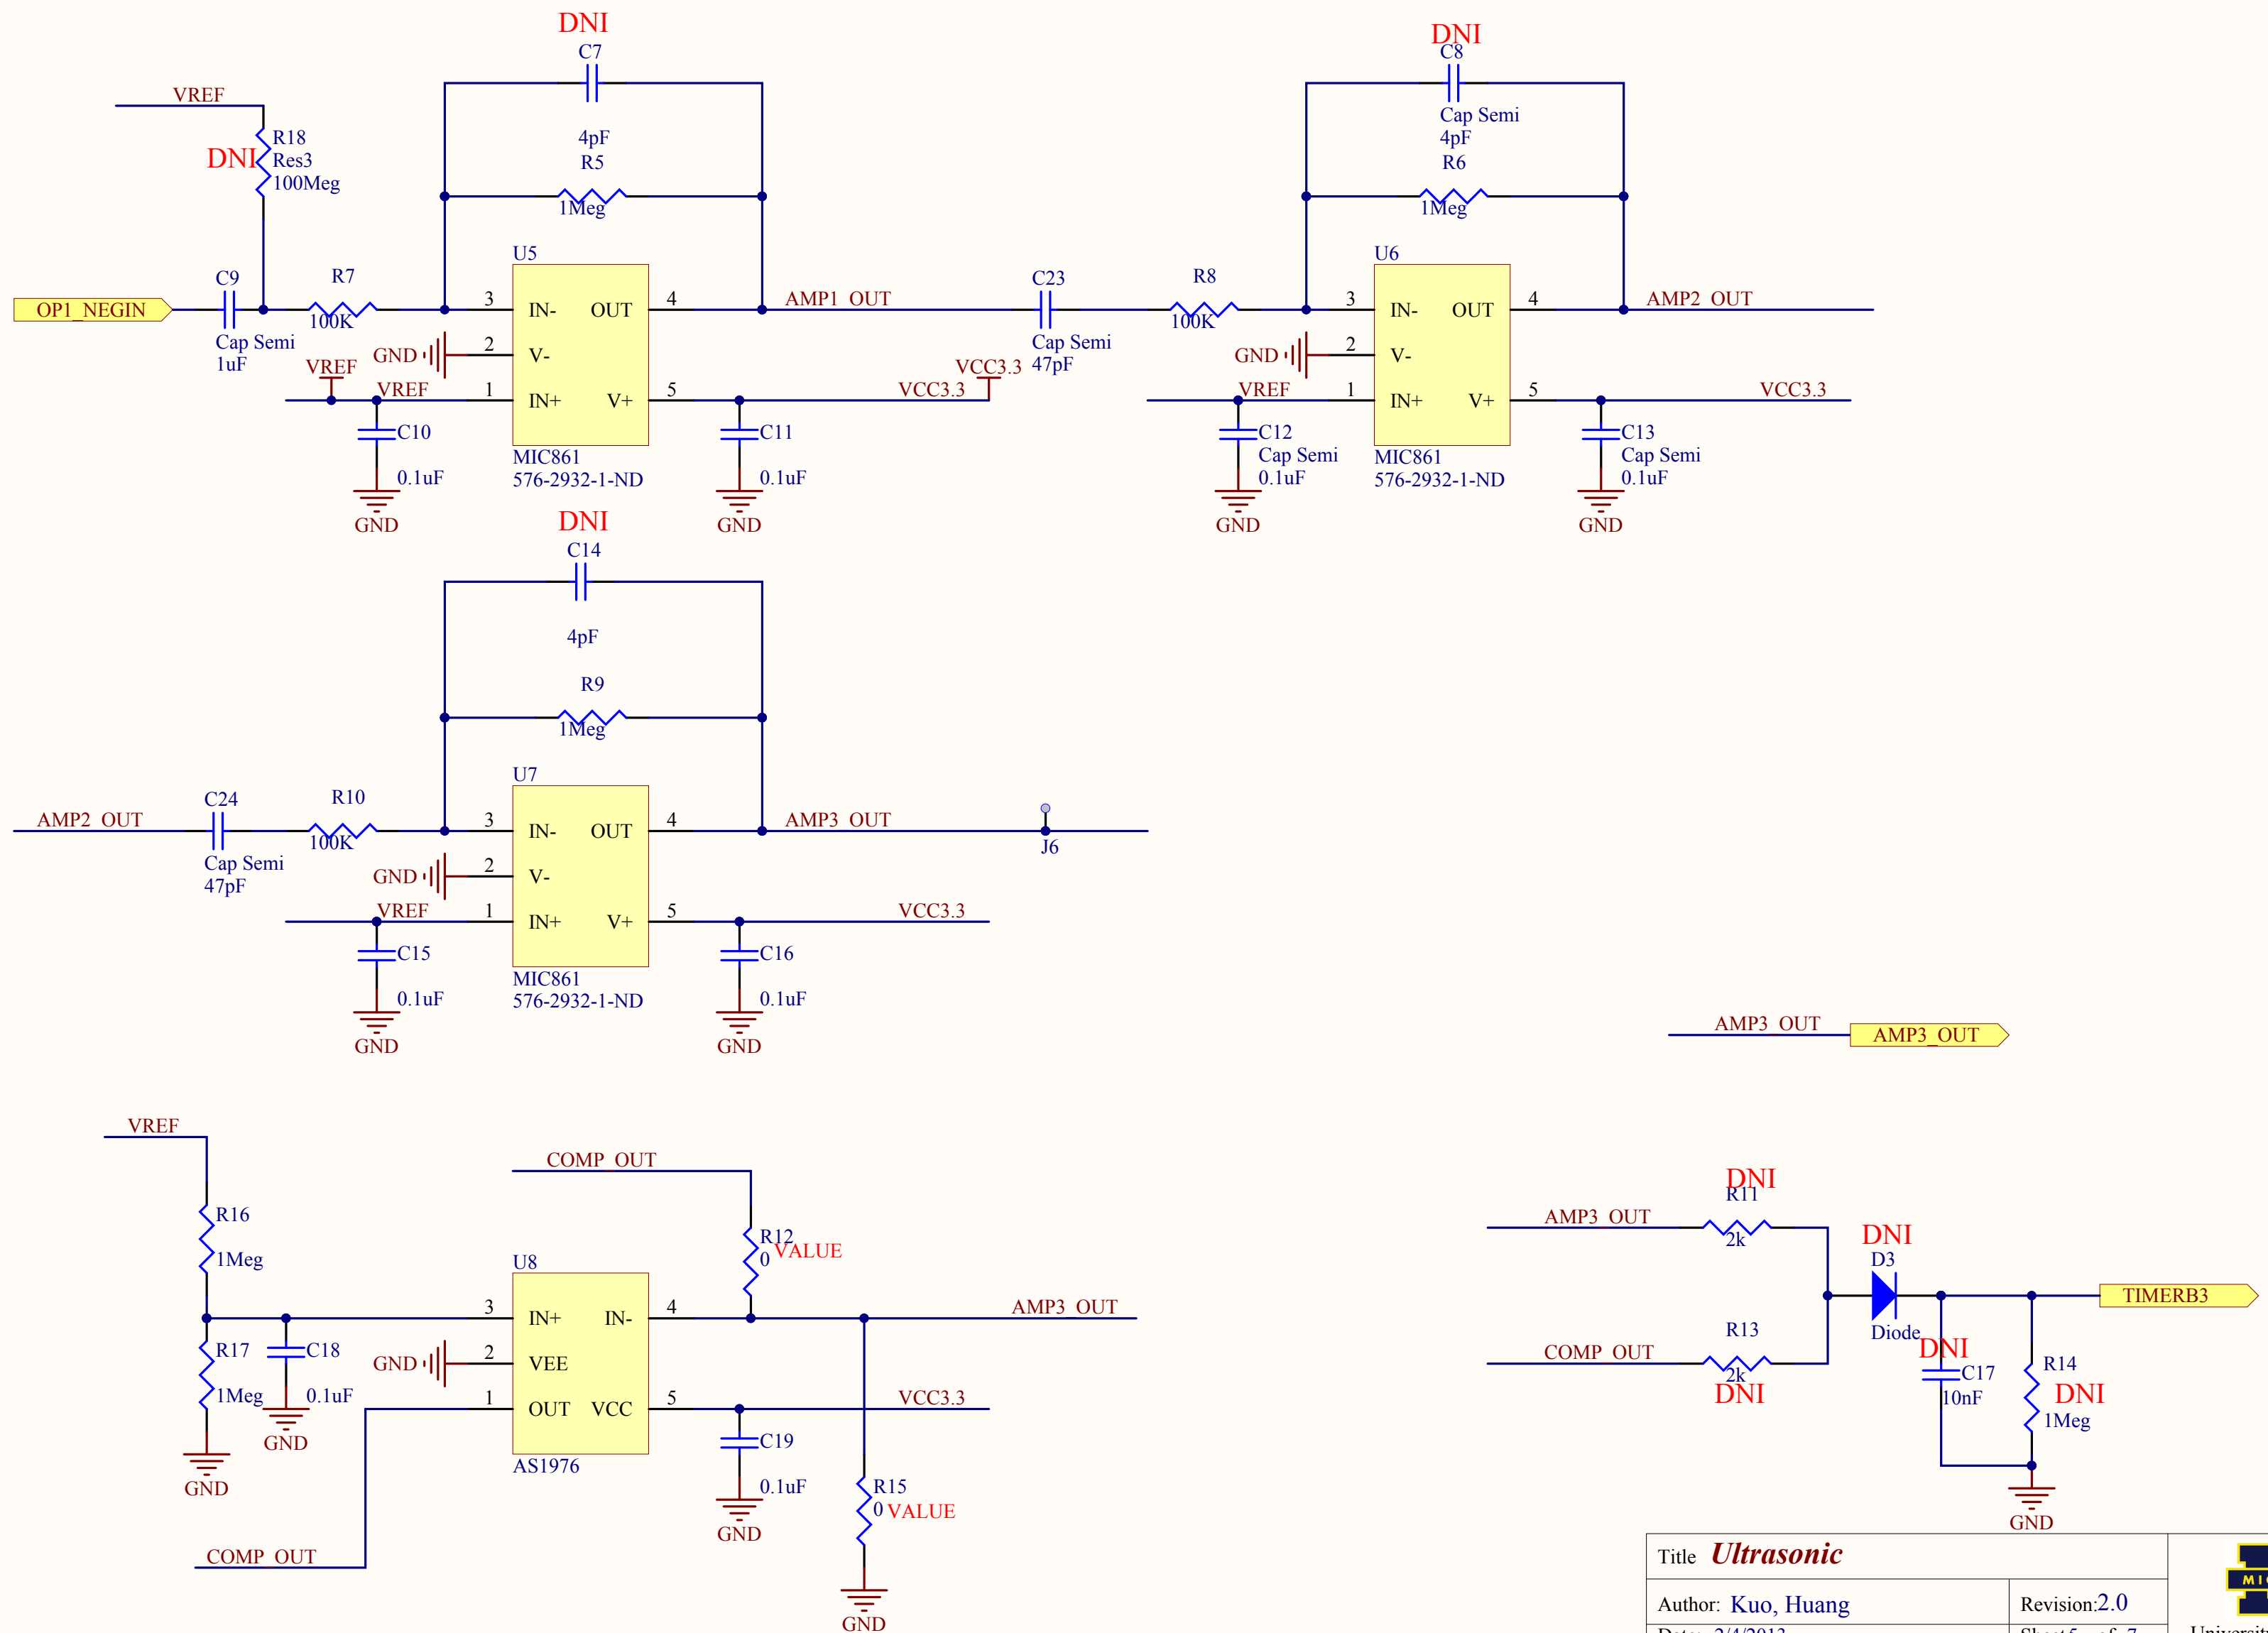 DNI
C7
4pF
R5
1Meg
VREF
R18
DNI
Res3
100Meg
OP1_NEGIN
C9
Cap Semi
1uF
R7
100K
U5
3
IN-
OUT
4
AMP1_OUT
GND
2
V-
VREF
VREF
1
IN+
V+
5
VCC3.3
VCC3.3
C10
0.1uF
GND
MIC861
576-2932-1-ND
C11
0.1uF
GND
DNI
C8
Cap Semi
4pF
R6
1Meg
C23
Cap Semi
47pF
R8
100K
U6
3
IN-
OUT
4
AMP2_OUT
GND
2
V-
VREF
1
IN+
V+
5
VCC3.3
C12
Cap Semi
0.1uF
GND
MIC861
576-2932-1-ND
C13
Cap Semi
0.1uF
GND
DNI
C14
4pF
R9
1Meg
AMP2_OUT
C24
Cap Semi
47pF
R10
100K
U7
3
IN-
OUT
4
AMP3_OUT
J6
GND
2
V-
VREF
1
IN+
V+
5
VCC3.3
C15
0.1uF
GND
MIC861
576-2932-1-ND
C16
0.1uF
GND
AMP3_OUT
AMP3_OUT
VREF
R16
1Meg
R17
1Meg
GND
C18
0.1uF
GND
COMP_OUT
R12
0
VALUE
U8
3
IN+
IN-
4
AMP3_OUT
GND
2
VEE
1
OUT
VCC
5
VCC3.3
AS1976
C19
0.1uF
GND
R15
0
VALUE
GND
COMP_OUT
DNI
R11
AMP3_OUT
2k
DNI
D3
Diode
TIMERB3
R13
COMP_OUT
2k
DNI
DNI
C17
10nF
R14
DNI
1Meg
GND
Title Ultrasonic
Author: Kuo, Huang
Revision:2.0